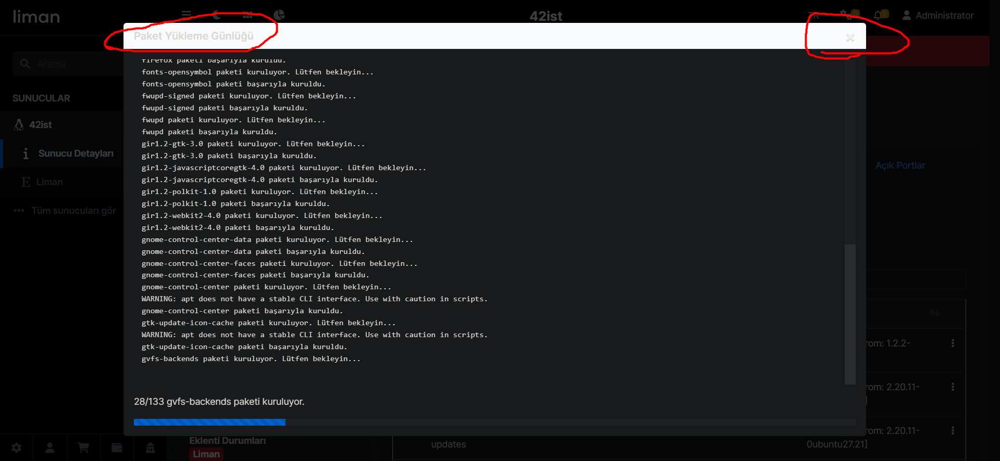 liman
42ist
TR
0
1
Administrator
Paket Yükleme Günlüğü
×
Arama
SUNUCULAR
42ist
Sunucu Detayları
Liman
Tüm sunucuları gör
firefox paketi başarıyla kuruldu.
fonts-opensymbol paketi kuruluyor. Lütfen bekleyin...
fonts-opensymbol paketi başarıyla kuruldu.
fwupd-signed paketi kuruluyor. Lütfen bekleyin...
fwupd-signed paketi başarıyla kuruldu.
fwupd paketi kuruluyor. Lütfen bekleyin...
fwupd paketi başarıyla kuruldu.
gir1.2-gtk-3.0 paketi kuruluyor. Lütfen bekleyin...
gir1.2-gtk-3.0 paketi başarıyla kuruldu.
gir1.2-javascriptcoregtk-4.0 paketi kuruluyor. Lütfen bekleyin...
gir1.2-javascriptcoregtk-4.0 paketi başarıyla kuruldu.
gir1.2-polkit-1.0 paketi kuruluyor. Lütfen bekleyin...
gir1.2-polkit-1.0 paketi başarıyla kuruldu.
gir1.2-webkit2-4.0 paketi kuruluyor. Lütfen bekleyin...
gir1.2-webkit2-4.0 paketi başarıyla kuruldu.
gnome-control-center-data paketi kuruluyor. Lütfen bekleyin...
gnome-control-center-data paketi başarıyla kuruldu.
gnome-control-center-faces paketi kuruluyor. Lütfen bekleyin...
gnome-control-center-faces paketi başarıyla kuruldu.
gnome-control-center paketi kuruluyor. Lütfen bekleyin...
WARNING: apt does not have a stable CLI interface. Use with caution in scripts.
gnome-control-center paketi başarıyla kuruldu.
gtk-update-icon-cache paketi kuruluyor. Lütfen bekleyin...
WARNING: apt does not have a stable CLI interface. Use with caution in scripts.
gtk-update-icon-cache paketi başarıyla kuruldu.
gvfs-backends paketi kuruluyor. Lütfen bekleyin...
28/133 gvfs-backends paketi kuruluyor.
Açık Portlar
rom: 1.2.2-
rom: 2.20.11-
]
rom: 2.20.11-
0ubuntu27.21]
updates
Eklenti Durumları
Liman